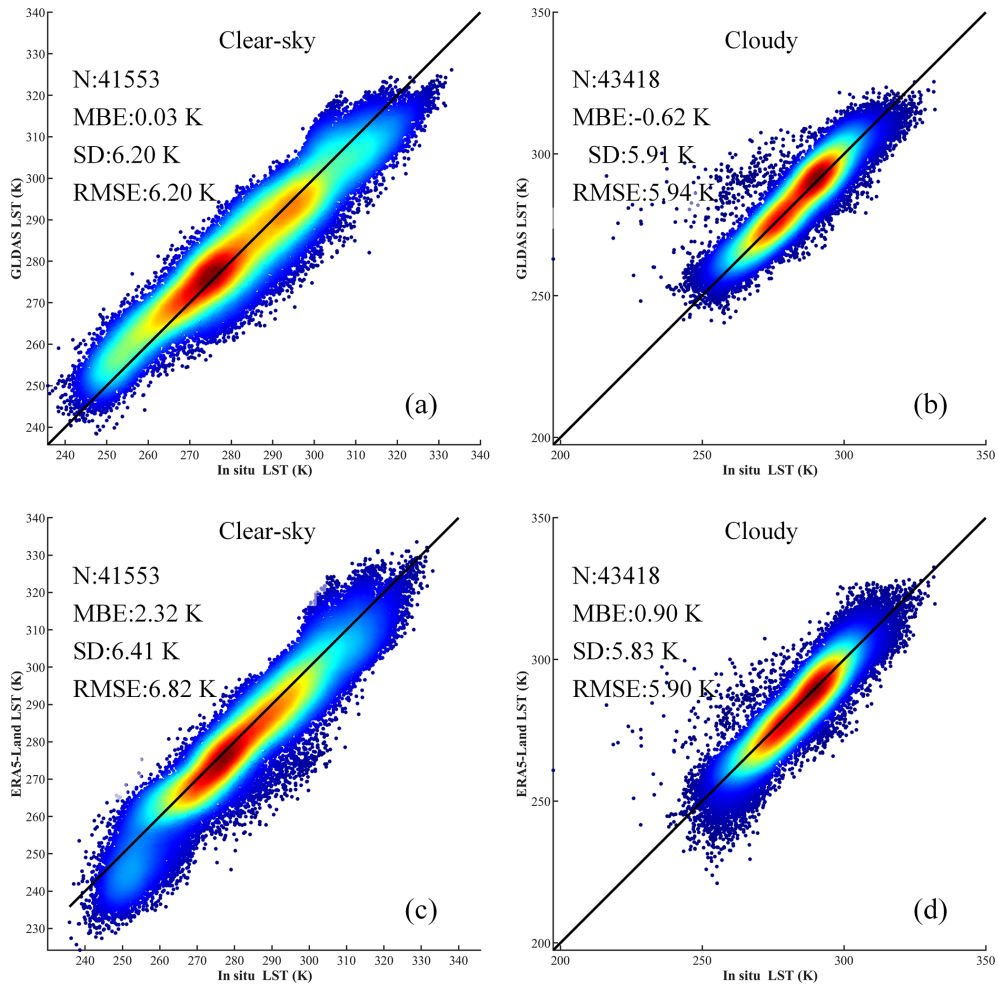 Clear-sky
N:41553
MBE:0.03 K
SD:6.20 K
RMSE:6.20 K
(a)
GLDAS LST (K)
340
330
320
310
300
290
280
270
260
250
240
240 250 260 270 280 290 300 310 320 330 340
In situ LST (K)
Cloudy
N:43418
MBE:-0.62 K
SD:5.91 K
RMSE:5.94 K
(b)
GLDAS LST (K)
350
300
250
200
200 250 300 350
In situ LST (K)
Clear-sky
N:41553
MBE:2.32 K
SD:6.41 K
RMSE:6.82 K
(c)
ERA5-Land LST (K)
340
330
320
310
300
290
280
270
260
250
240
230
240 250 260 270 280 290 300 310 320 330 340
In situ LST (K)
Cloudy
N:43418
MBE:0.90 K
SD:5.83 K
RMSE:5.90 K
(d)
ERA5-Land LST (K)
350
300
250
200
200 250 300 350
In situ LST (K)